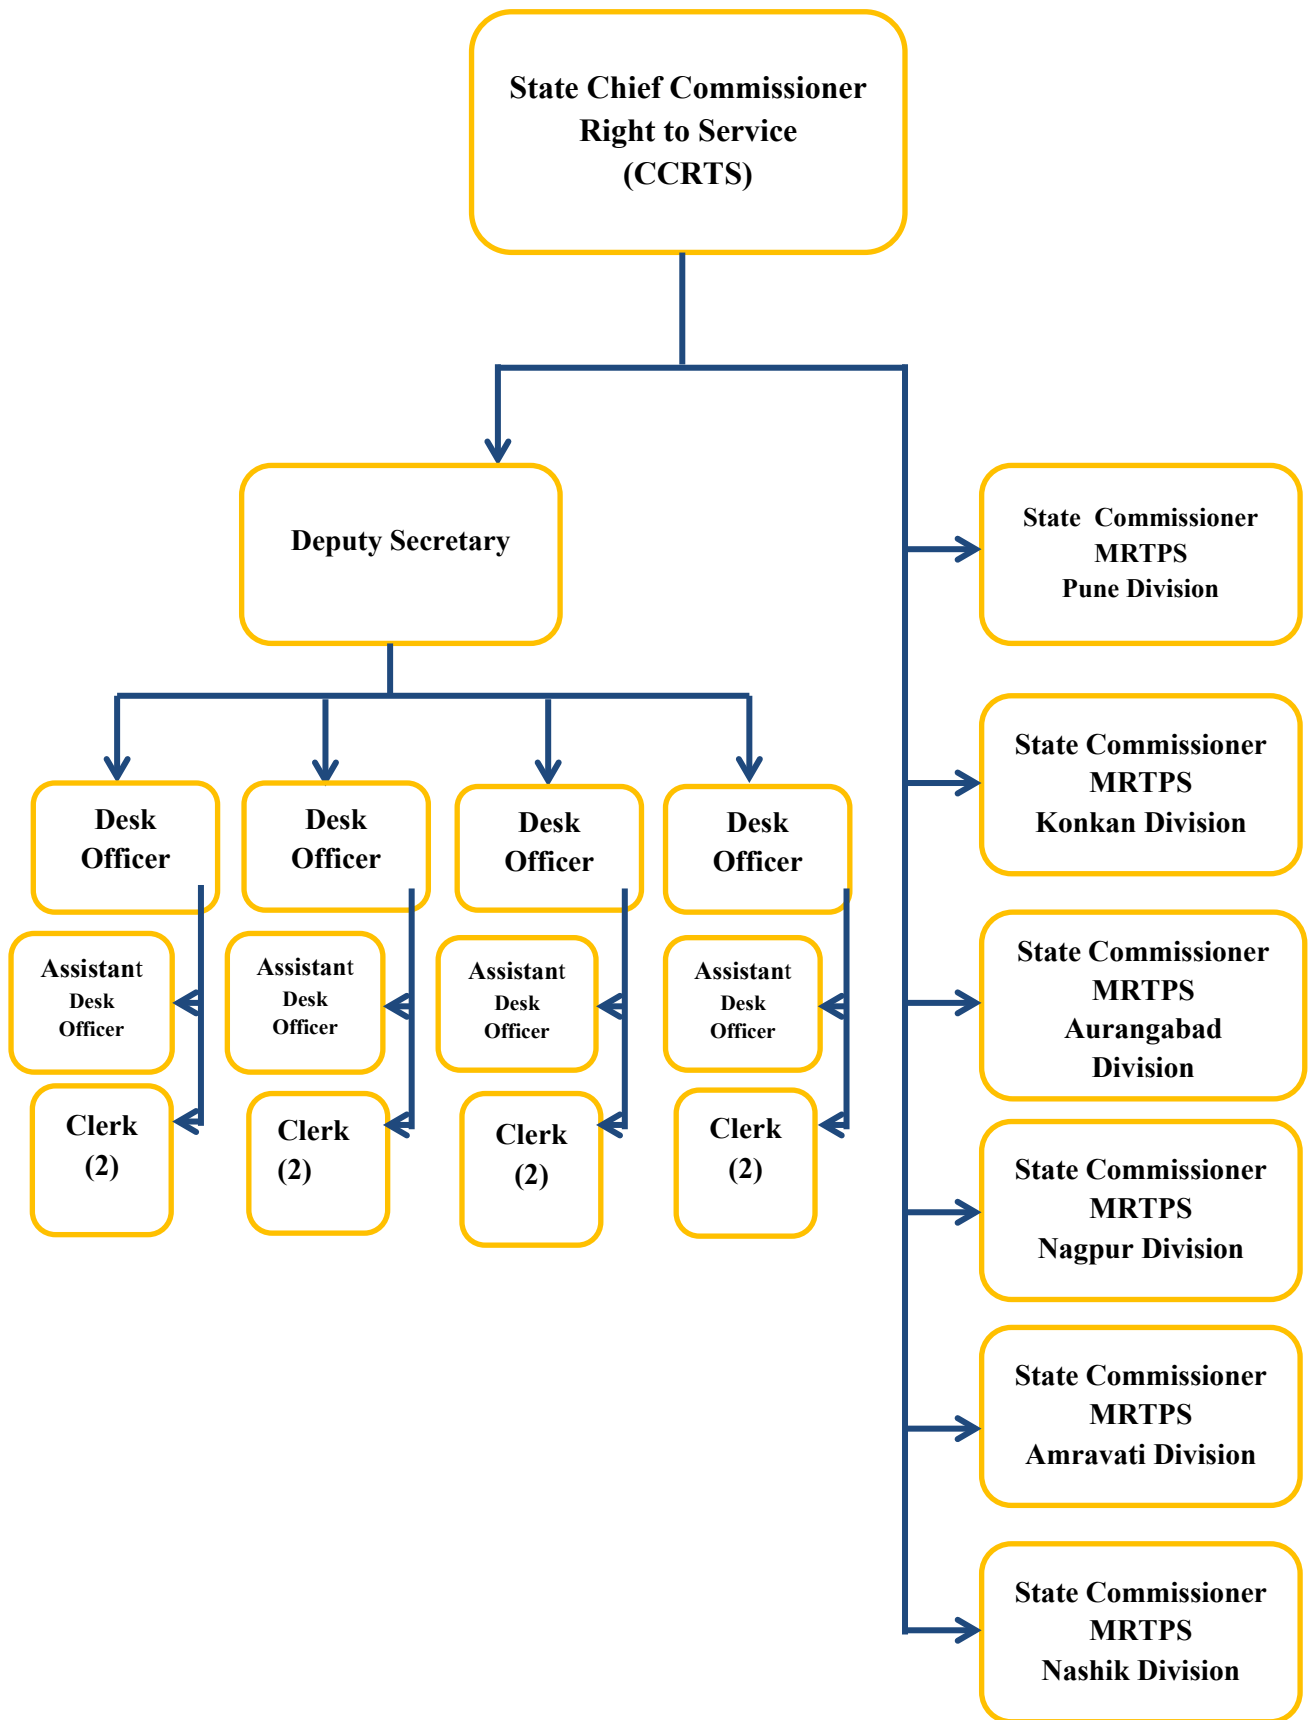 State Chief Commissioner
Right to Service
(CCRTS)
Deputy Secretary
Desk
Officer
Desk
Officer
Desk
Officer
Desk
Officer
Assistant
Desk
Officer
Assistant
Desk
Officer
Assistant
Desk
Officer
Assistant
Desk
Officer
Clerk
(2)
Clerk
(2)
Clerk
(2)
Clerk
(2)
State Commissioner
MRTPS
Pune Division
State Commissioner
MRTPS
Konkan Division
State Commissioner
MRTPS
Aurangabad
Division
State Commissioner
MRTPS
Nagpur Division
State Commissioner
MRTPS
Amravati Division
State Commissioner
MRTPS
Nashik Division